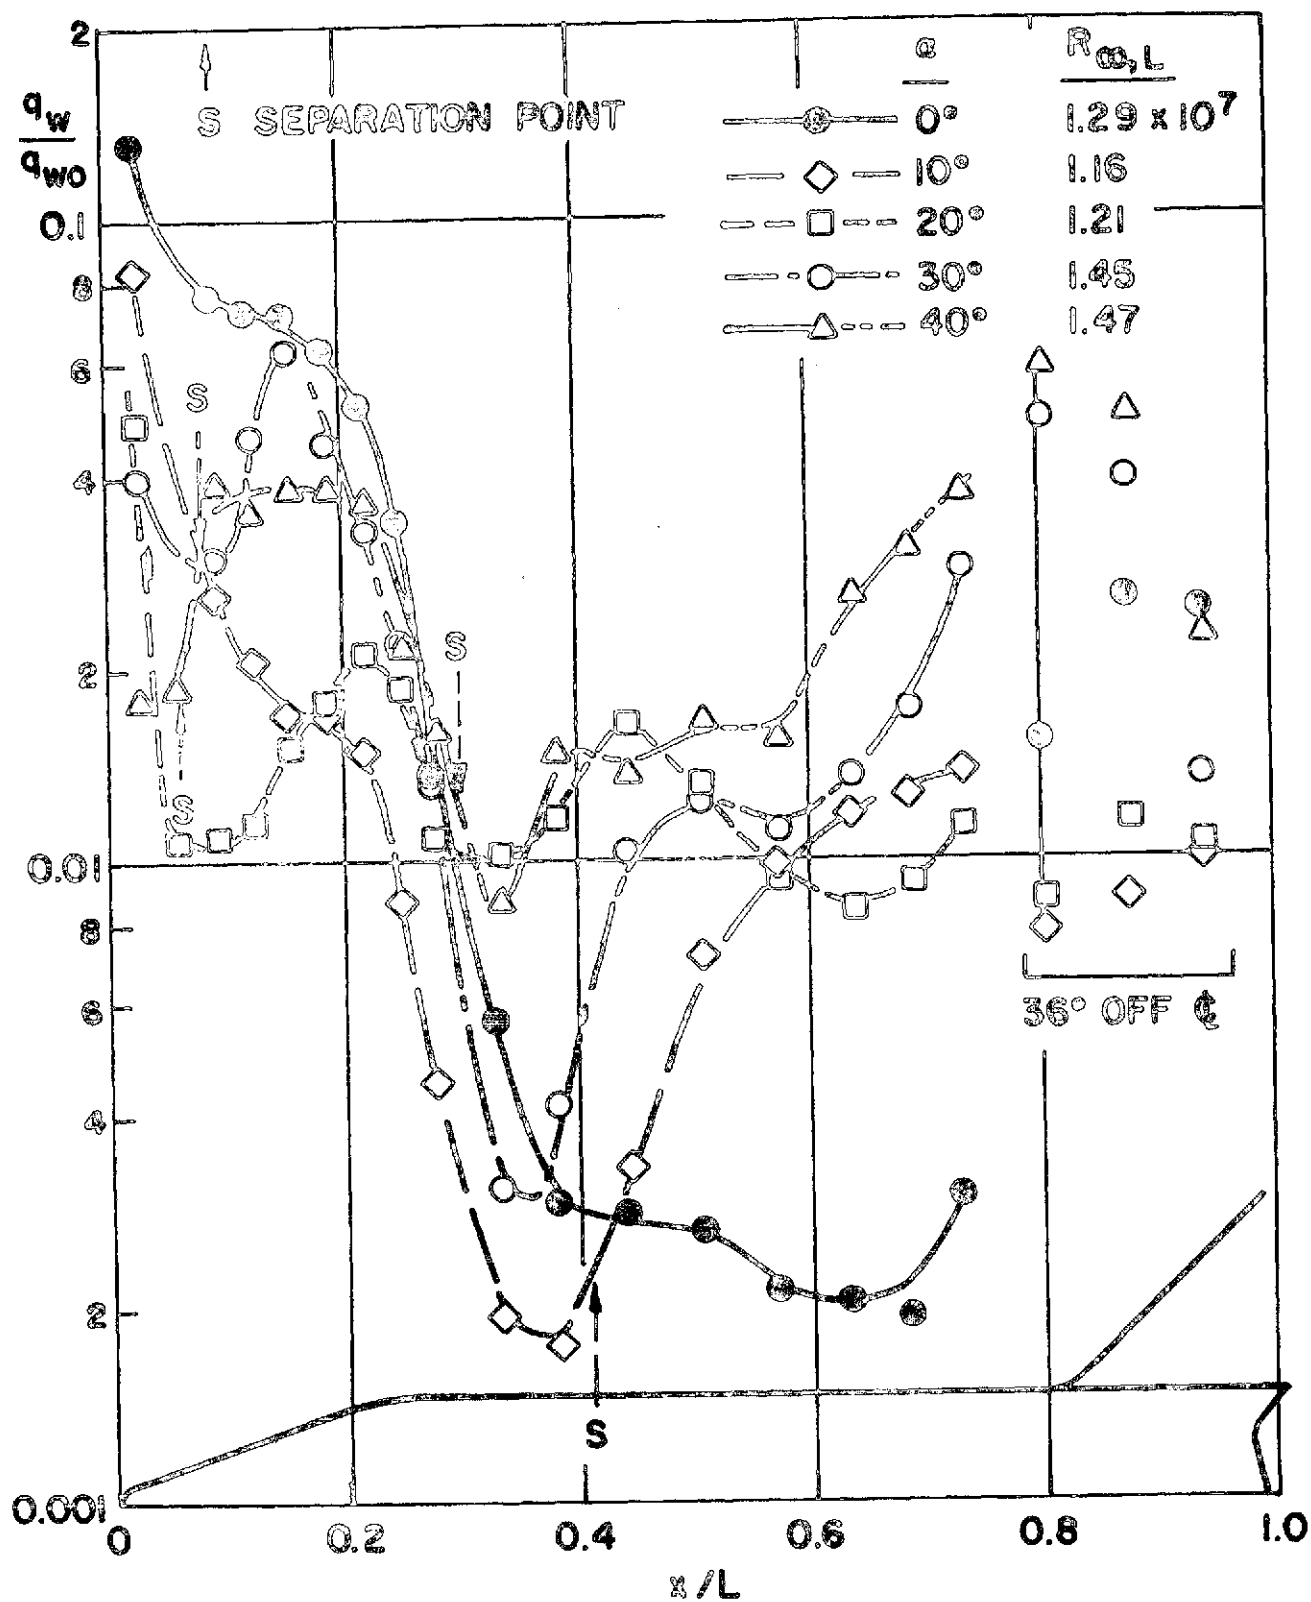 2
q_w
q_wo
S SEPARATION POINT
α R∞,L
0° 1.29 x 10^7
10° 1.16
20° 1.21
30° 1.45
40° 1.47
0.1
8
6
4
2
0.01
8
6
4
2
0.001
S
S
S
S
36° OFF ℄
0 0.2 0.4 0.6 0.8 1.0
x/L